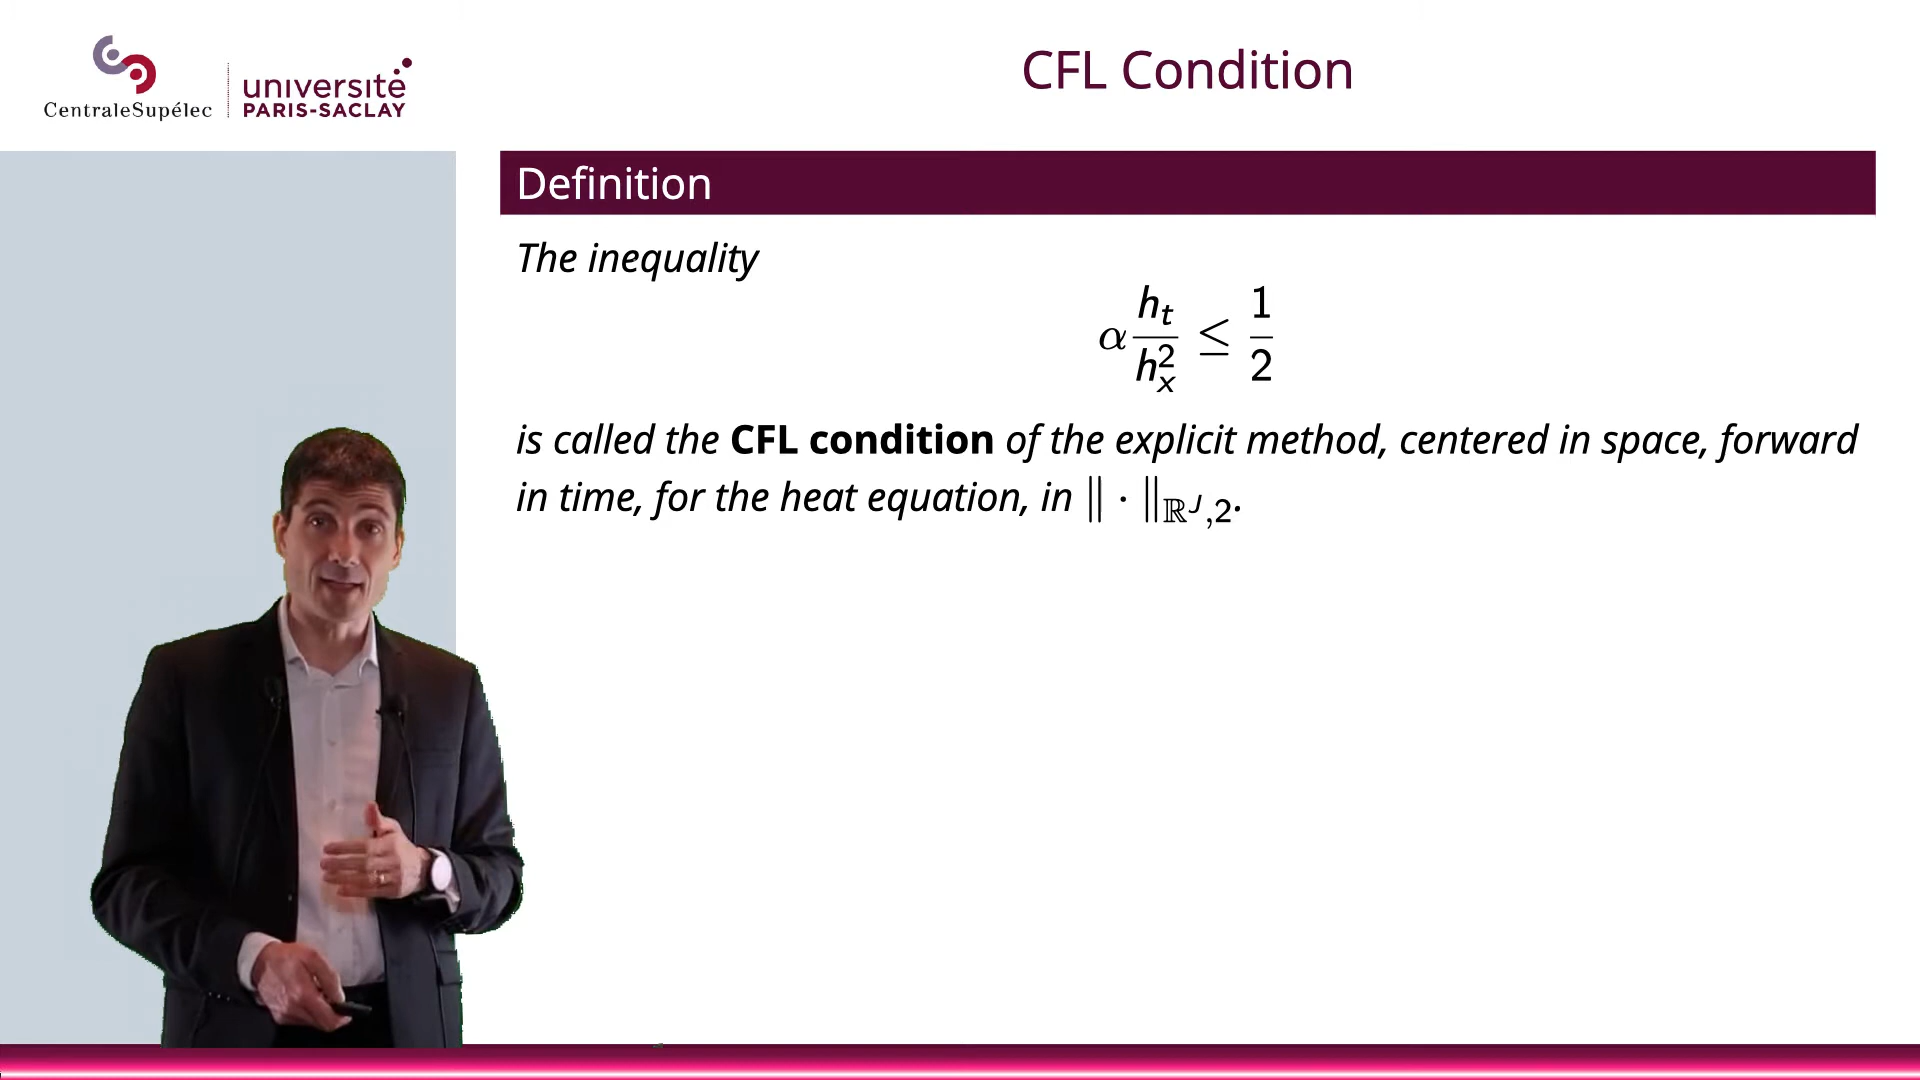 CentraleSupélec
université
PARIS-SACLAY
CFL Condition
Definition
The inequality
α h_t / h_x^2 ≤ 1/2
is called the CFL condition of the explicit method, centered in space, forward
in time, for the heat equation, in ‖ · ‖_{ℝ^J,2}.